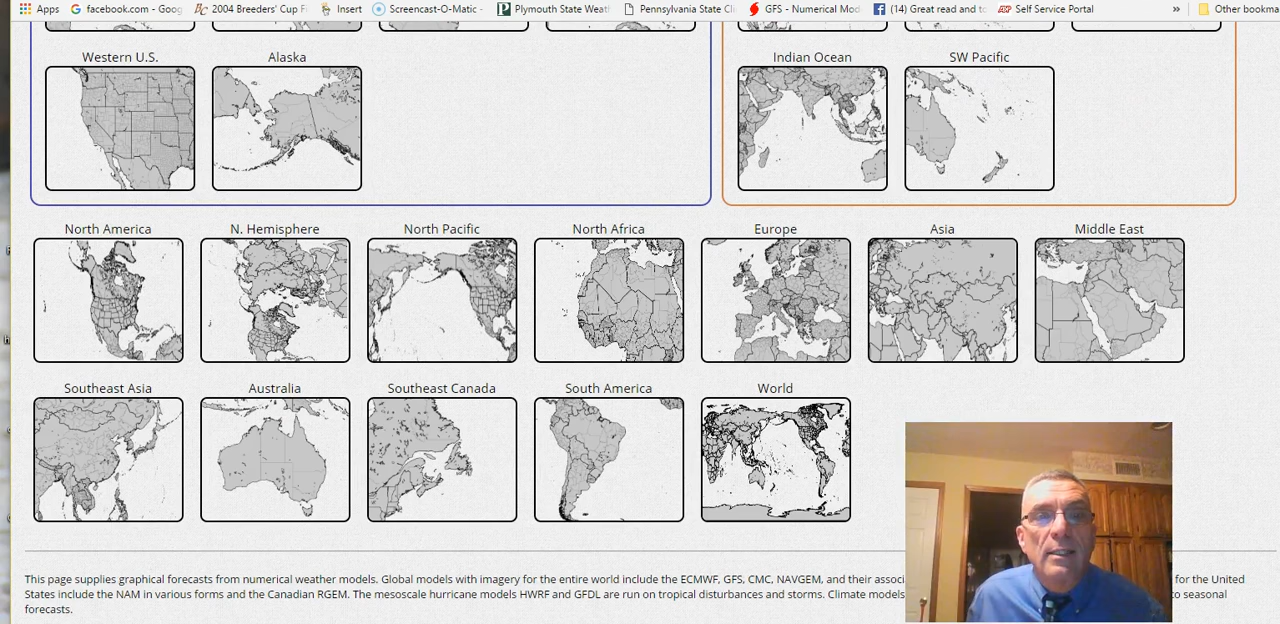 Apps facebook.com - Goog 2004 Breeders' Cup Fi Insert Screencast-O-Matic - Plymouth State Weat Pennsylvania State Cli GFS - Numerical Mod (14) Great read and to Self Service Portal » Other bookma
Western U.S. Alaska Indian Ocean SW Pacific
North America N. Hemisphere North Pacific North Africa Europe Asia Middle East
Southeast Asia Australia Southeast Canada South America World
This page supplies graphical forecasts from numerical weather models. Global models with imagery for the entire world include the ECMWF, GFS, CMC, NAVGEM, and their associ for the United
States include the NAM in various forms and the Canadian RGEM. The mesoscale hurricane models HWRF and GFDL are run on tropical disturbances and storms. Climate models o seasonal
forecasts.